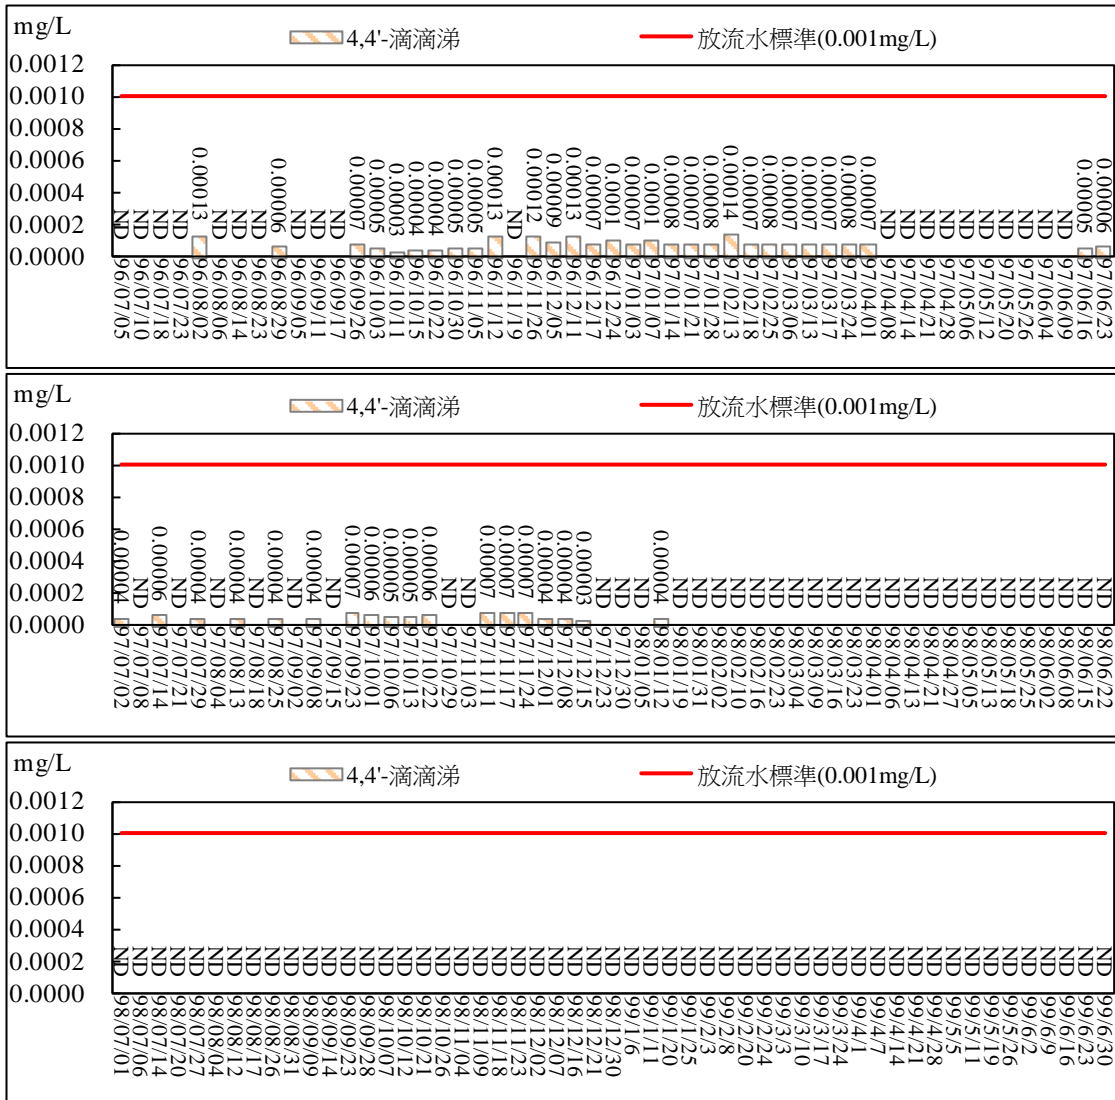 mg/L
4,4'-滴滴涕 放流水標準(0.001mg/L)
0.0012
0.0010
0.0008
0.0006
0.0004
0.0002
0.0000
ND ND ND ND 0.00013 ND ND ND 0.00006 ND ND ND 0.00007 0.00005 0.00003 0.00004 0.00004 0.00005 0.00005 0.00013 ND 0.00012 0.00009 0.00013 0.00007 0.0001 0.00007 0.0001 0.00008 0.00008 0.00008 0.00014 0.00007 0.00008 0.00007 0.00007 0.00007 0.00008 0.00007 ND ND ND ND ND ND ND ND ND ND 0.00005 0.00006
96/07/05 96/07/10 96/07/18 96/07/23 96/08/02 96/08/06 96/08/14 96/08/23 96/08/29 96/09/05 96/09/11 96/09/17 96/09/26 96/10/03 96/10/11 96/10/15 96/10/22 96/10/30 96/11/05 96/11/12 96/11/19 96/11/26 96/12/05 96/12/11 96/12/17 96/12/24 97/01/03 97/01/07 97/01/14 97/01/21 97/01/28 97/02/13 97/02/18 97/02/25 97/03/06 97/03/13 97/03/17 97/03/24 97/04/01 97/04/08 97/04/14 97/04/21 97/04/28 97/05/06 97/05/12 97/05/20 97/05/26 97/06/04 97/06/09 97/06/16 97/06/23
mg/L
4,4'-滴滴涕 放流水標準(0.001mg/L)
0.0012
0.0010
0.0008
0.0006
0.0004
0.0002
0.0000
0.00004 ND 0.00006 ND 0.00004 ND 0.00004 ND 0.00004 ND 0.00004 ND 0.00007 0.00006 0.00005 0.00005 0.00006 ND ND 0.00007 0.00007 0.00007 0.00004 0.00004 0.00003 ND ND ND 0.00004 ND ND ND ND ND ND ND ND ND ND ND ND ND ND ND ND ND ND ND ND ND ND ND
97/07/02 97/07/08 97/07/14 97/07/21 97/07/29 97/08/04 97/08/13 97/08/18 97/08/25 97/09/02 97/09/08 97/09/15 97/09/23 97/10/01 97/10/06 97/10/13 97/10/22 97/10/29 97/11/03 97/11/11 97/11/17 97/11/24 97/12/01 97/12/08 97/12/15 97/12/23 97/12/30 98/01/05 98/01/12 98/01/19 98/01/31 98/02/02 98/02/10 98/02/16 98/02/23 98/03/04 98/03/09 98/03/16 98/03/23 98/04/01 98/04/06 98/04/13 98/04/21 98/04/27 98/05/05 98/05/13 98/05/18 98/05/25 98/06/02 98/06/08 98/06/15 98/06/22
mg/L
4,4'-滴滴涕 放流水標準(0.001mg/L)
0.0012
0.0010
0.0008
0.0006
0.0004
0.0002
0.0000
ND ND ND ND ND ND ND ND ND ND ND ND ND ND ND ND ND ND ND ND ND ND ND ND ND ND ND ND ND ND ND ND ND ND ND ND ND ND ND ND ND ND ND ND ND ND ND ND ND ND ND ND ND
98/07/01 98/07/06 98/07/14 98/07/20 98/07/27 98/08/04 98/08/12 98/08/17 98/08/26 98/08/31 98/09/09 98/09/14 98/09/23 98/09/28 98/10/07 98/10/12 98/10/21 98/10/26 98/11/04 98/11/09 98/11/18 98/11/23 98/12/02 98/12/07 98/12/16 98/12/21 98/12/30 99/1/6 99/1/11 99/1/20 99/1/25 99/2/3 99/2/8 99/2/20 99/2/24 99/3/3 99/3/10 99/3/17 99/3/24 99/4/1 99/4/7 99/4/14 99/4/21 99/4/28 99/5/5 99/5/11 99/5/19 99/5/26 99/6/2 99/6/9 99/6/16 99/6/23 99/6/30